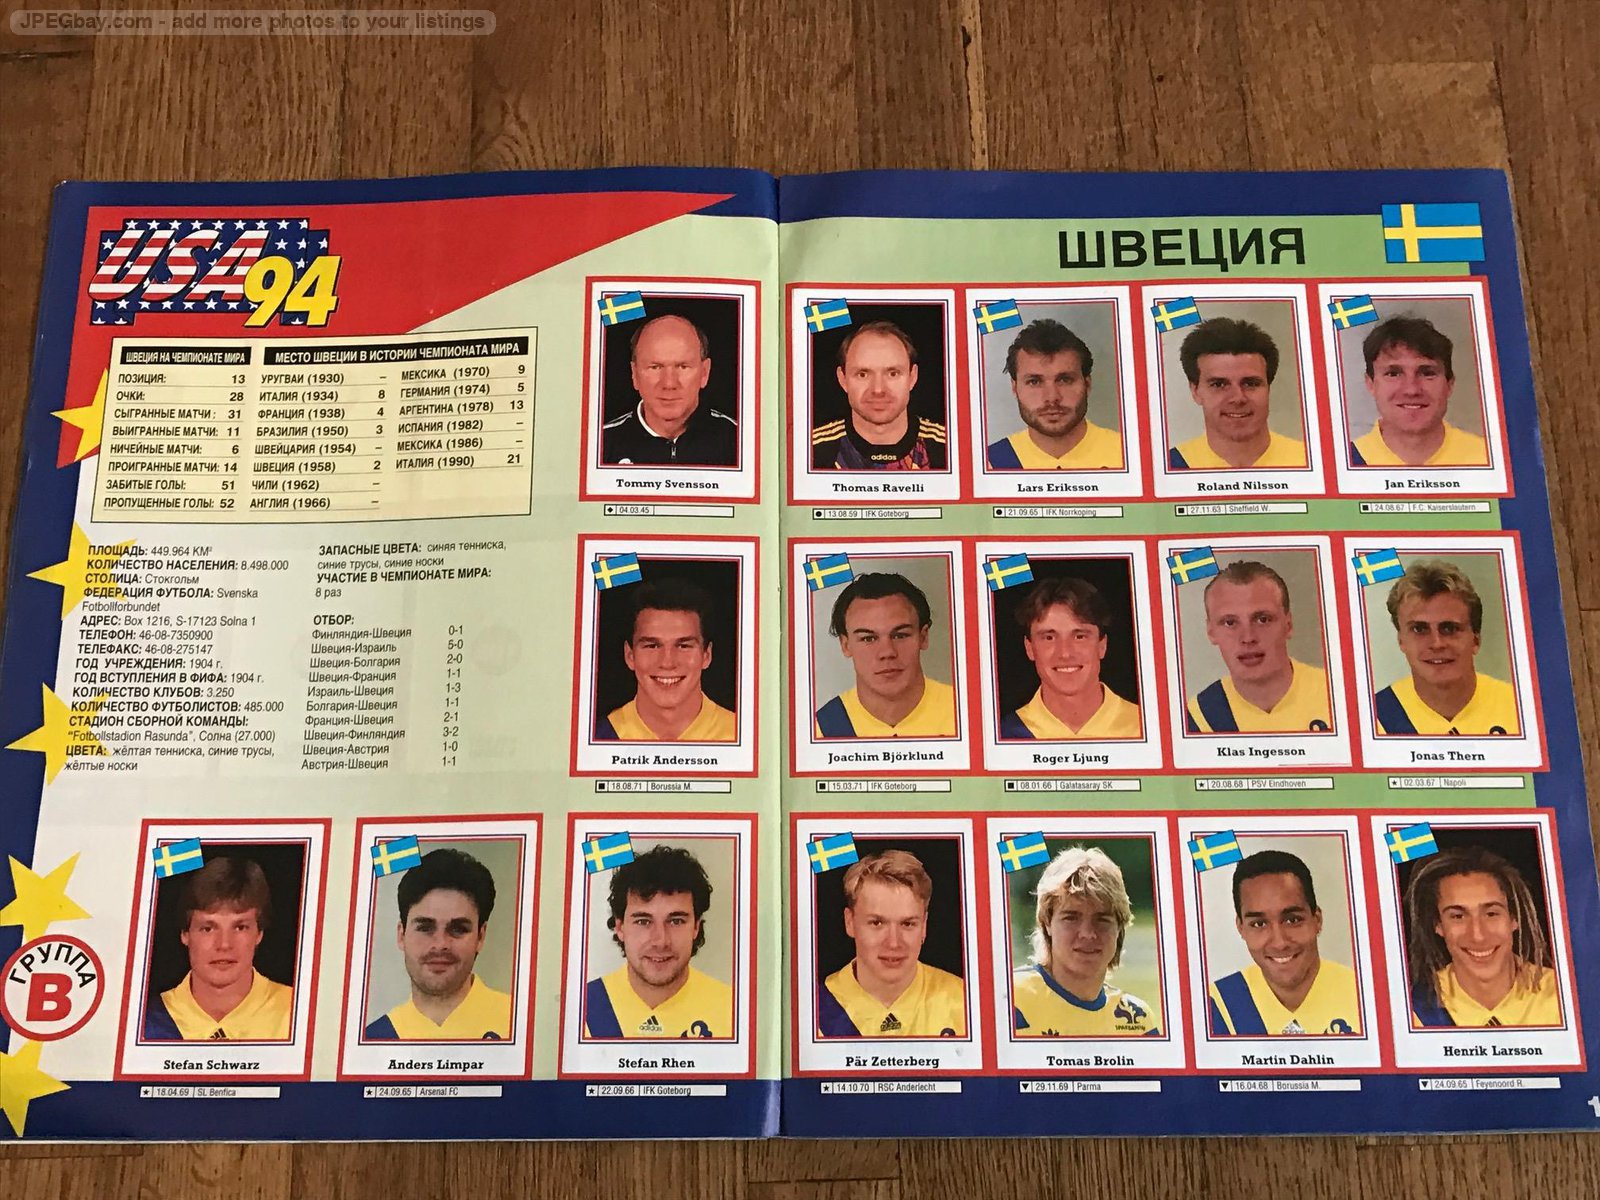 JPEGbay.com - add more photos to your listings
USA
94
ШВЕЦИЯ
ШВЕЦИЯ НА ЧЕМПИОНАТЕ МИРА
ПОЗИЦИЯ: 13
ОЧКИ: 28
СЫГРАННЫЕ МАТЧИ: 31
ВЫИГРАННЫЕ МАТЧИ: 11
НИЧЕЙНЫЕ МАТЧИ: 6
ПРОИГРАННЫЕ МАТЧИ: 14
ЗАБИТЫЕ ГОЛЫ: 51
ПРОПУЩЕННЫЕ ГОЛЫ: 52
МЕСТО ШВЕЦИИ В ИСТОРИИ ЧЕМПИОНАТА МИРА
УРУГВАИ (1930) –
ИТАЛИЯ (1934) 8
ФРАНЦИЯ (1938) 4
БРАЗИЛИЯ (1950) 3
ШВЕЙЦАРИЯ (1954) –
ШВЕЦИЯ (1958) 2
ЧИЛИ (1962) –
АНГЛИЯ (1966) –
МЕКСИКА (1970) 9
ГЕРМАНИЯ (1974) 5
АРГЕНТИНА (1978) 13
ИСПАНИЯ (1982) –
МЕКСИКА (1986) –
ИТАЛИЯ (1990) 21
ПЛОЩАДЬ: 449.964 КМ²
КОЛИЧЕСТВО НАСЕЛЕНИЯ: 8.498.000
СТОЛИЦА: Стокгольм
ФЕДЕРАЦИЯ ФУТБОЛА: Svenska
Fotbollforbundet
АДРЕС: Box 1216, S-17123 Solna 1
ТЕЛЕФОН: 46-08-7350900
ТЕЛЕФАКС: 46-08-275147
ГОД УЧРЕЖДЕНИЯ: 1904 г.
ГОД ВСТУПЛЕНИЯ В ФИФА: 1904 г.
КОЛИЧЕСТВО КЛУБОВ: 3.250
КОЛИЧЕСТВО ФУТБОЛИСТОВ: 485.000
СТАДИОН СБОРНОЙ КОМАНДЫ:
"Fotbollstadion Rasunda", Солна (27.000)
ЦВЕТА: жёлтая тенниска, синие трусы,
жёлтые носки
ЗАПАСНЫЕ ЦВЕТА: синяя тенниска,
синие трусы, синие носки
УЧАСТИЕ В ЧЕМПИОНАТЕ МИРА:
8 раз
ОТБОР:
Финляндия-Швеция 0-1
Швеция-Израиль 5-0
Швеция-Болгария 2-0
Швеция-Франция 1-1
Израиль-Швеция 1-3
Болгария-Швеция 1-1
Франция-Швеция 2-1
Швеция-Финляндия 3-2
Швеция-Австрия 1-0
Австрия-Швеция 1-1
Tommy Svensson
04.03.45
adidas
Thomas Ravelli
13.08.59 IFK Goteborg
Lars Eriksson
21.09.65 IFK Norrkoping
Roland Nilsson
27.11.63 Sheffield W.
Jan Eriksson
24.08.67 F.C. Kaiserslautern
Patrik Andersson
18.08.71 Borussia M.
Joachim Björklund
15.03.71 IFK Goteborg
Roger Ljung
08.01.66 Galatasaray SK
Klas Ingesson
20.08.68 PSV Eindhoven
Jonas Thern
02.03.67 Napoli
ГРУППА
B
Stefan Schwarz
18.04.69 SL Benfica
Anders Limpar
24.09.65 Arsenal FC
adidas
Stefan Rhen
22.09.66 IFK Goteborg
Pär Zetterberg
14.10.70 RSC Anderlecht
Tomas Brolin
29.11.69 Parma
Martin Dahlin
16.04.68 Borussia M.
Henrik Larsson
24.09.65 Feyenoord R.